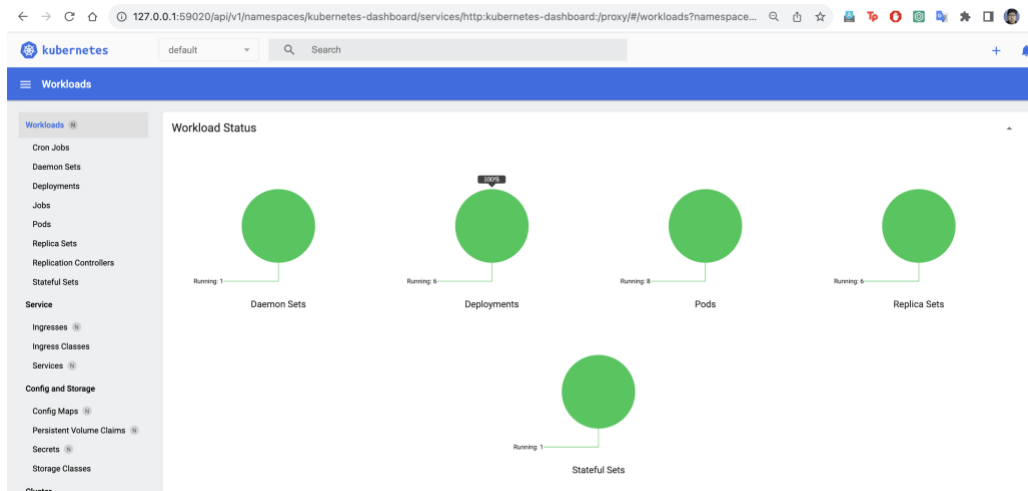 127.0.0.1:59020/api/v1/namespaces/kubernetes-dashboard/services/http:kubernetes-dashboard:/proxy/#/workloads?namespace...
Tp
kubernetes
default
Search
+
Workloads
Workloads N
Cron Jobs
Daemon Sets
Deployments
Jobs
Pods
Replica Sets
Replication Controllers
Stateful Sets
Service
Ingresses N
Ingress Classes
Services N
Config and Storage
Config Maps N
Persistent Volume Claims N
Secrets N
Storage Classes
Cluster
Workload Status
100%
Running: 1
Running: 6
Running: 8
Running: 6
Daemon Sets
Deployments
Pods
Replica Sets
Running: 1
Stateful Sets